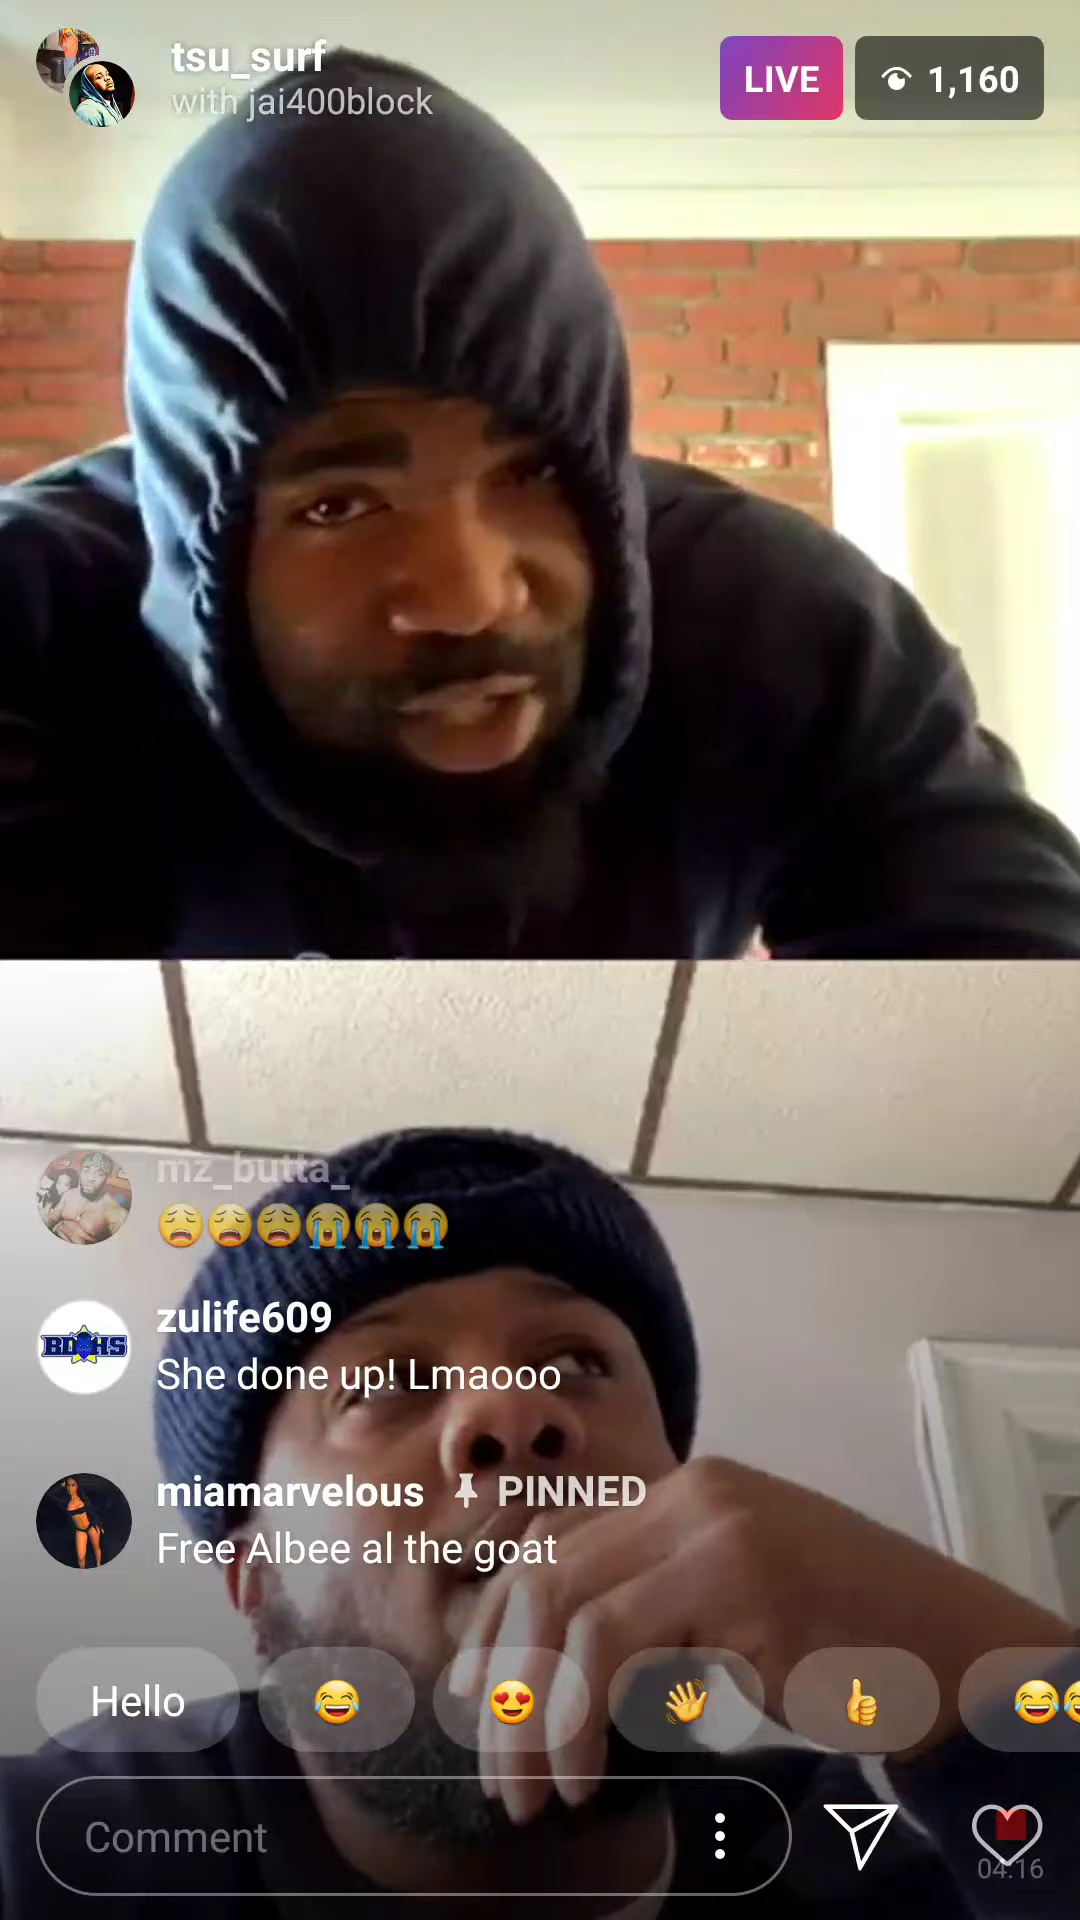 tsu_surf
with jai400block
LIVE
1,160
mz_butta_
😩😩😩😭😭😭
BDHS
zulife609
She done up! Lmaooo
miamarvelous PINNED
Free Albee al the goat
Hello 😂 😍 👋 👍 😂
Comment
04:16